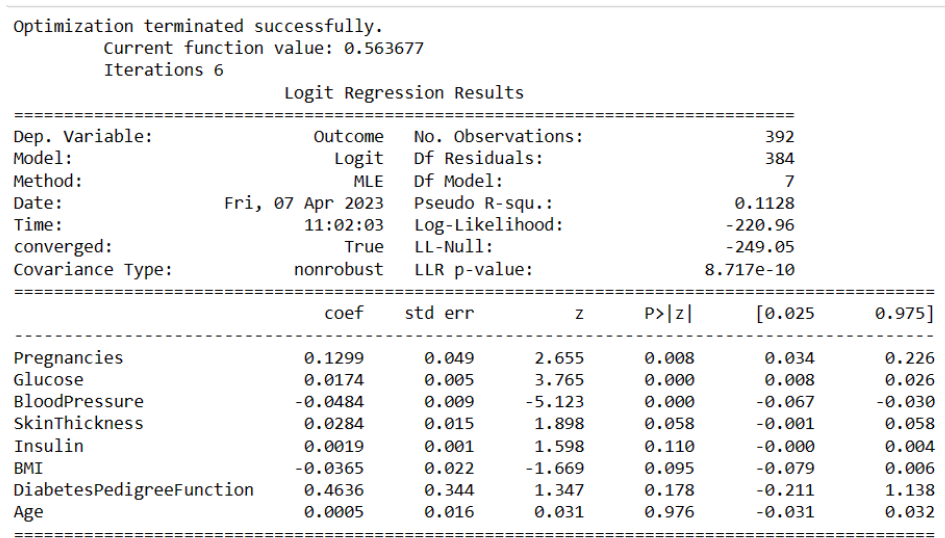 Optimization terminated successfully.
         Current function value: 0.563677
         Iterations 6
                           Logit Regression Results
==============================================================================
Dep. Variable:                Outcome   No. Observations:                  392
Model:                          Logit   Df Residuals:                      384
Method:                           MLE   Df Model:                            7
Date:                Fri, 07 Apr 2023   Pseudo R-squ.:                  0.1128
Time:                        11:02:03   Log-Likelihood:                -220.96
converged:                       True   LL-Null:                       -249.05
Covariance Type:            nonrobust   LLR p-value:                 8.717e-10
============================================================================================
                               coef    std err          z      P>|z|      [0.025      0.975]
--------------------------------------------------------------------------------------------
Pregnancies                  0.1299      0.049      2.655      0.008       0.034       0.226
Glucose                      0.0174      0.005      3.765      0.000       0.008       0.026
BloodPressure               -0.0484      0.009     -5.123      0.000      -0.067      -0.030
SkinThickness                0.0284      0.015      1.898      0.058      -0.001       0.058
Insulin                      0.0019      0.001      1.598      0.110      -0.000       0.004
BMI                         -0.0365      0.022     -1.669      0.095      -0.079       0.006
DiabetesPedigreeFunction     0.4636      0.344      1.347      0.178      -0.211       1.138
Age                          0.0005      0.016      0.031      0.976      -0.031       0.032
============================================================================================